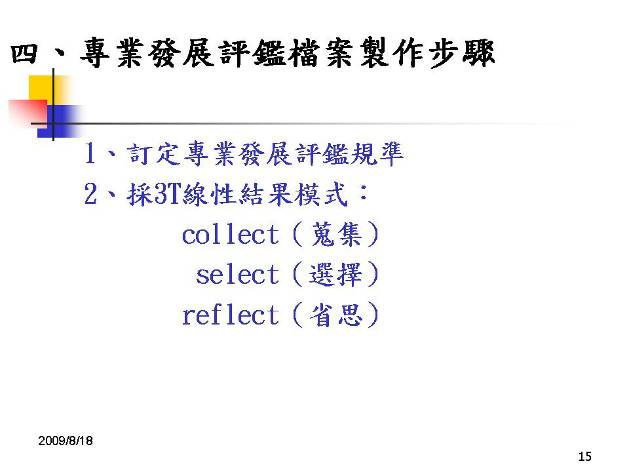 四、專業發展評鑑檔案製作步驟
1、訂定專業發展評鑑規準
2、採3T線性結果模式：
collect（蒐集）
select（選擇）
reflect（省思）
2009/8/18
15